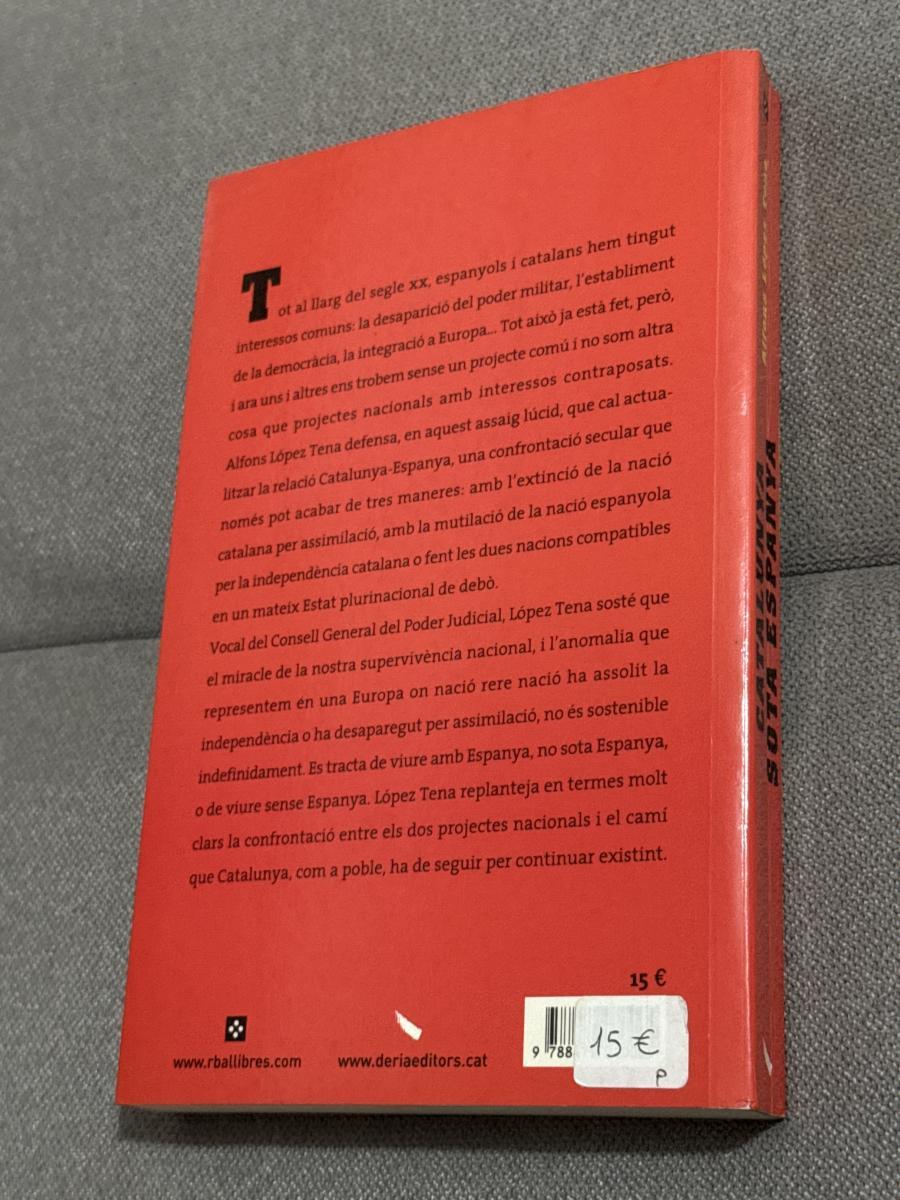 Tot al llarg del segle XX, espanyols i catalans hem tingut
interessos comuns: la desaparició del poder militar, l'establiment
de la democràcia, la integració a Europa... Tot això ja està fet, però,
i ara uns i altres ens trobem sense un projecte comú i no som altra
cosa que projectes nacionals amb interessos contraposats.
Alfons López Tena defensa, en aquest assaig lúcid, que cal actua-
litzar la relació Catalunya-Espanya, una confrontació secular que
només pot acabar de tres maneres: amb l'extinció de la nació
catalana per assimilació, amb la mutilació de la nació espanyola
per la independència catalana o fent les dues nacions compatibles
en un mateix Estat plurinacional de debò.
Vocal del Consell General del Poder Judicial, López Tena sosté que
el miracle de la nostra supervivència nacional, i l'anomalia que
representem en una Europa on nació rere nació ha assolit la
independència o ha desaparegut per assimilació, no és sostenible
indefinidament. Es tracta de viure amb Espanya, no sota Espanya,
o de viure sense Espanya. López Tena replanteja en termes molt
clars la confrontació entre els dos projectes nacionals i el camí
que Catalunya, com a poble, ha de seguir per continuar existint.
15 €
www.rballibres.com
www.deriaeditors.cat
9 788
15 €
P
Alfons López Tena
CATALUNYA
SOTA ESPANYA